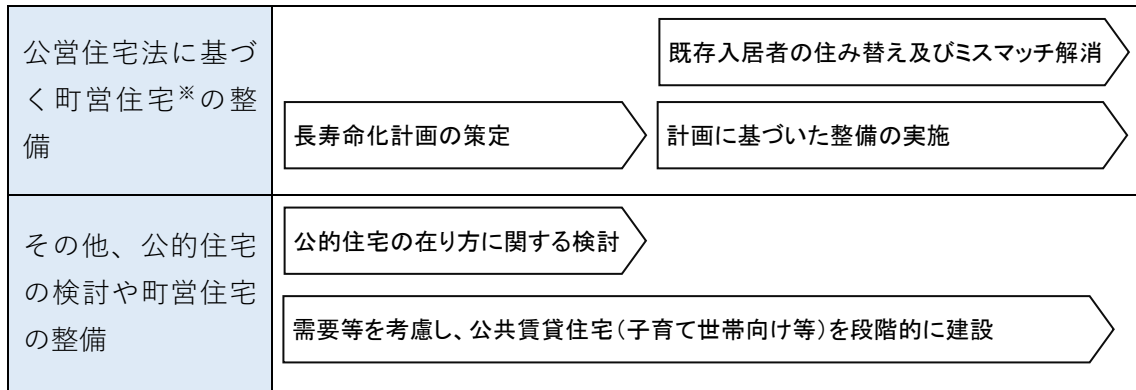 公営住宅法に基づ
く町営住宅※の整
備
既存入居者の住み替え及びミスマッチ解消
長寿命化計画の策定
計画に基づいた整備の実施
その他、公的住宅
の検討や町営住宅
の整備
公的住宅の在り方に関する検討
需要等を考慮し、公共賃貸住宅(子育て世帯向け等)を段階的に建設